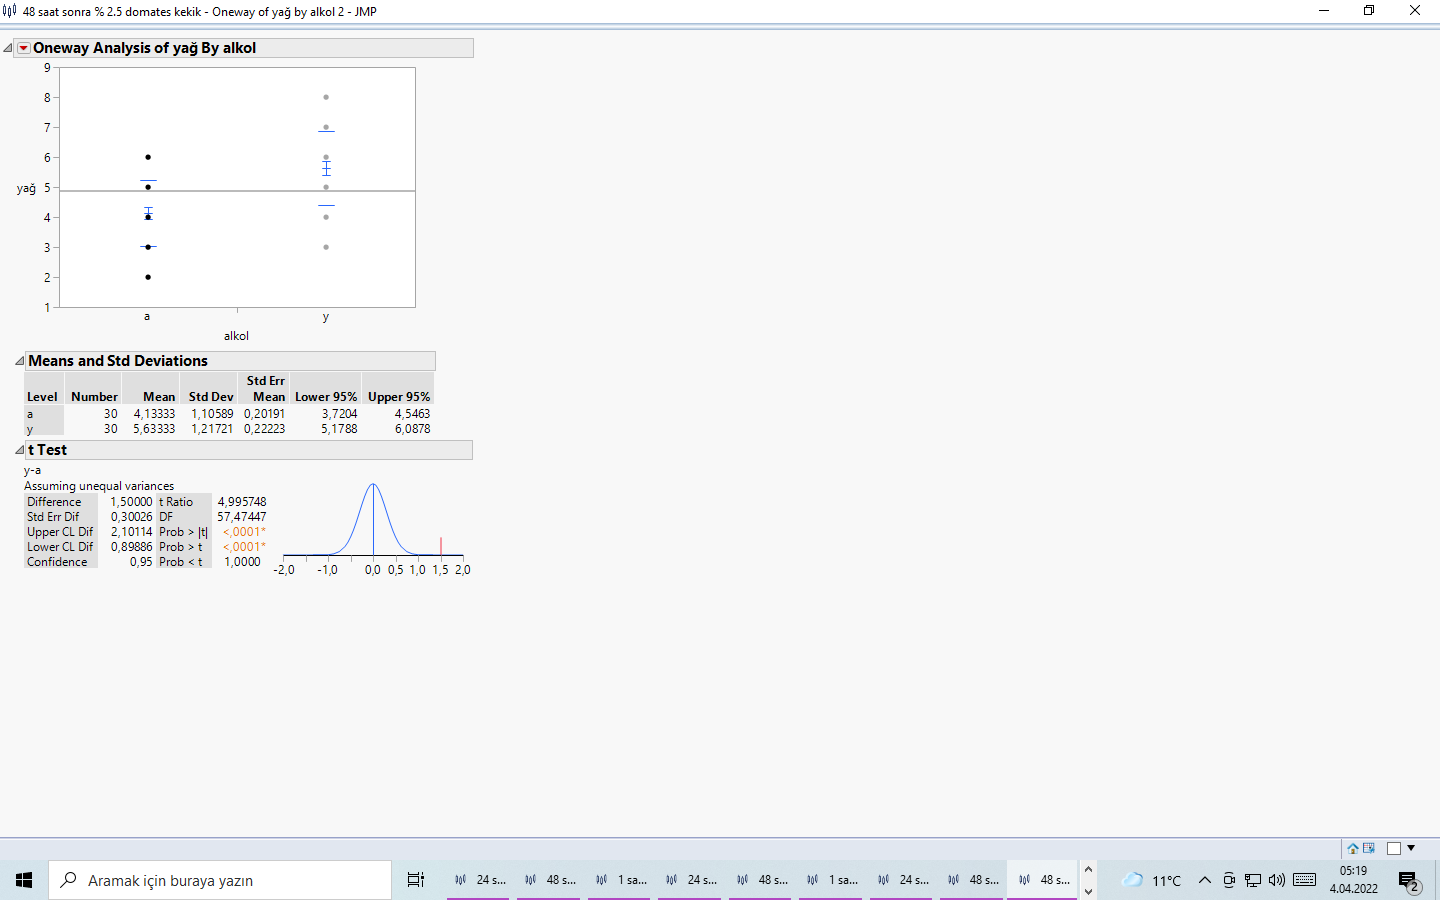 48 saat sonra % 2.5 domates kekik - Oneway of yağ by alkol 2 - JMP
Oneway Analysis of yağ By alkol
9
8
7
6
yağ 5
4
3
2
1
a y
alkol
Means and Std Deviations
Level Number Mean Std Dev Std Err Mean Lower 95% Upper 95%
a 30 4,13333 1,10589 0,20191 3,7204 4,5463
y 30 5,63333 1,21721 0,22223 5,1788 6,0878
t Test
y-a
Assuming unequal variances
Difference 1,50000 t Ratio 4,995748
Std Err Dif 0,30026 DF 57,47447
Upper CL Dif 2,10114 Prob > |t| <,0001*
Lower CL Dif 0,89886 Prob > t <,0001*
Confidence 0,95 Prob < t 1,0000
-2,0 -1,0 0,0 0,5 1,0 1,5 2,0
Aramak için buraya yazın
24 s... 48 s... 1 sa... 24 s... 48 s... 1 sa... 24 s... 48 s... 48 s...
11°C
05:19
4.04.2022
2